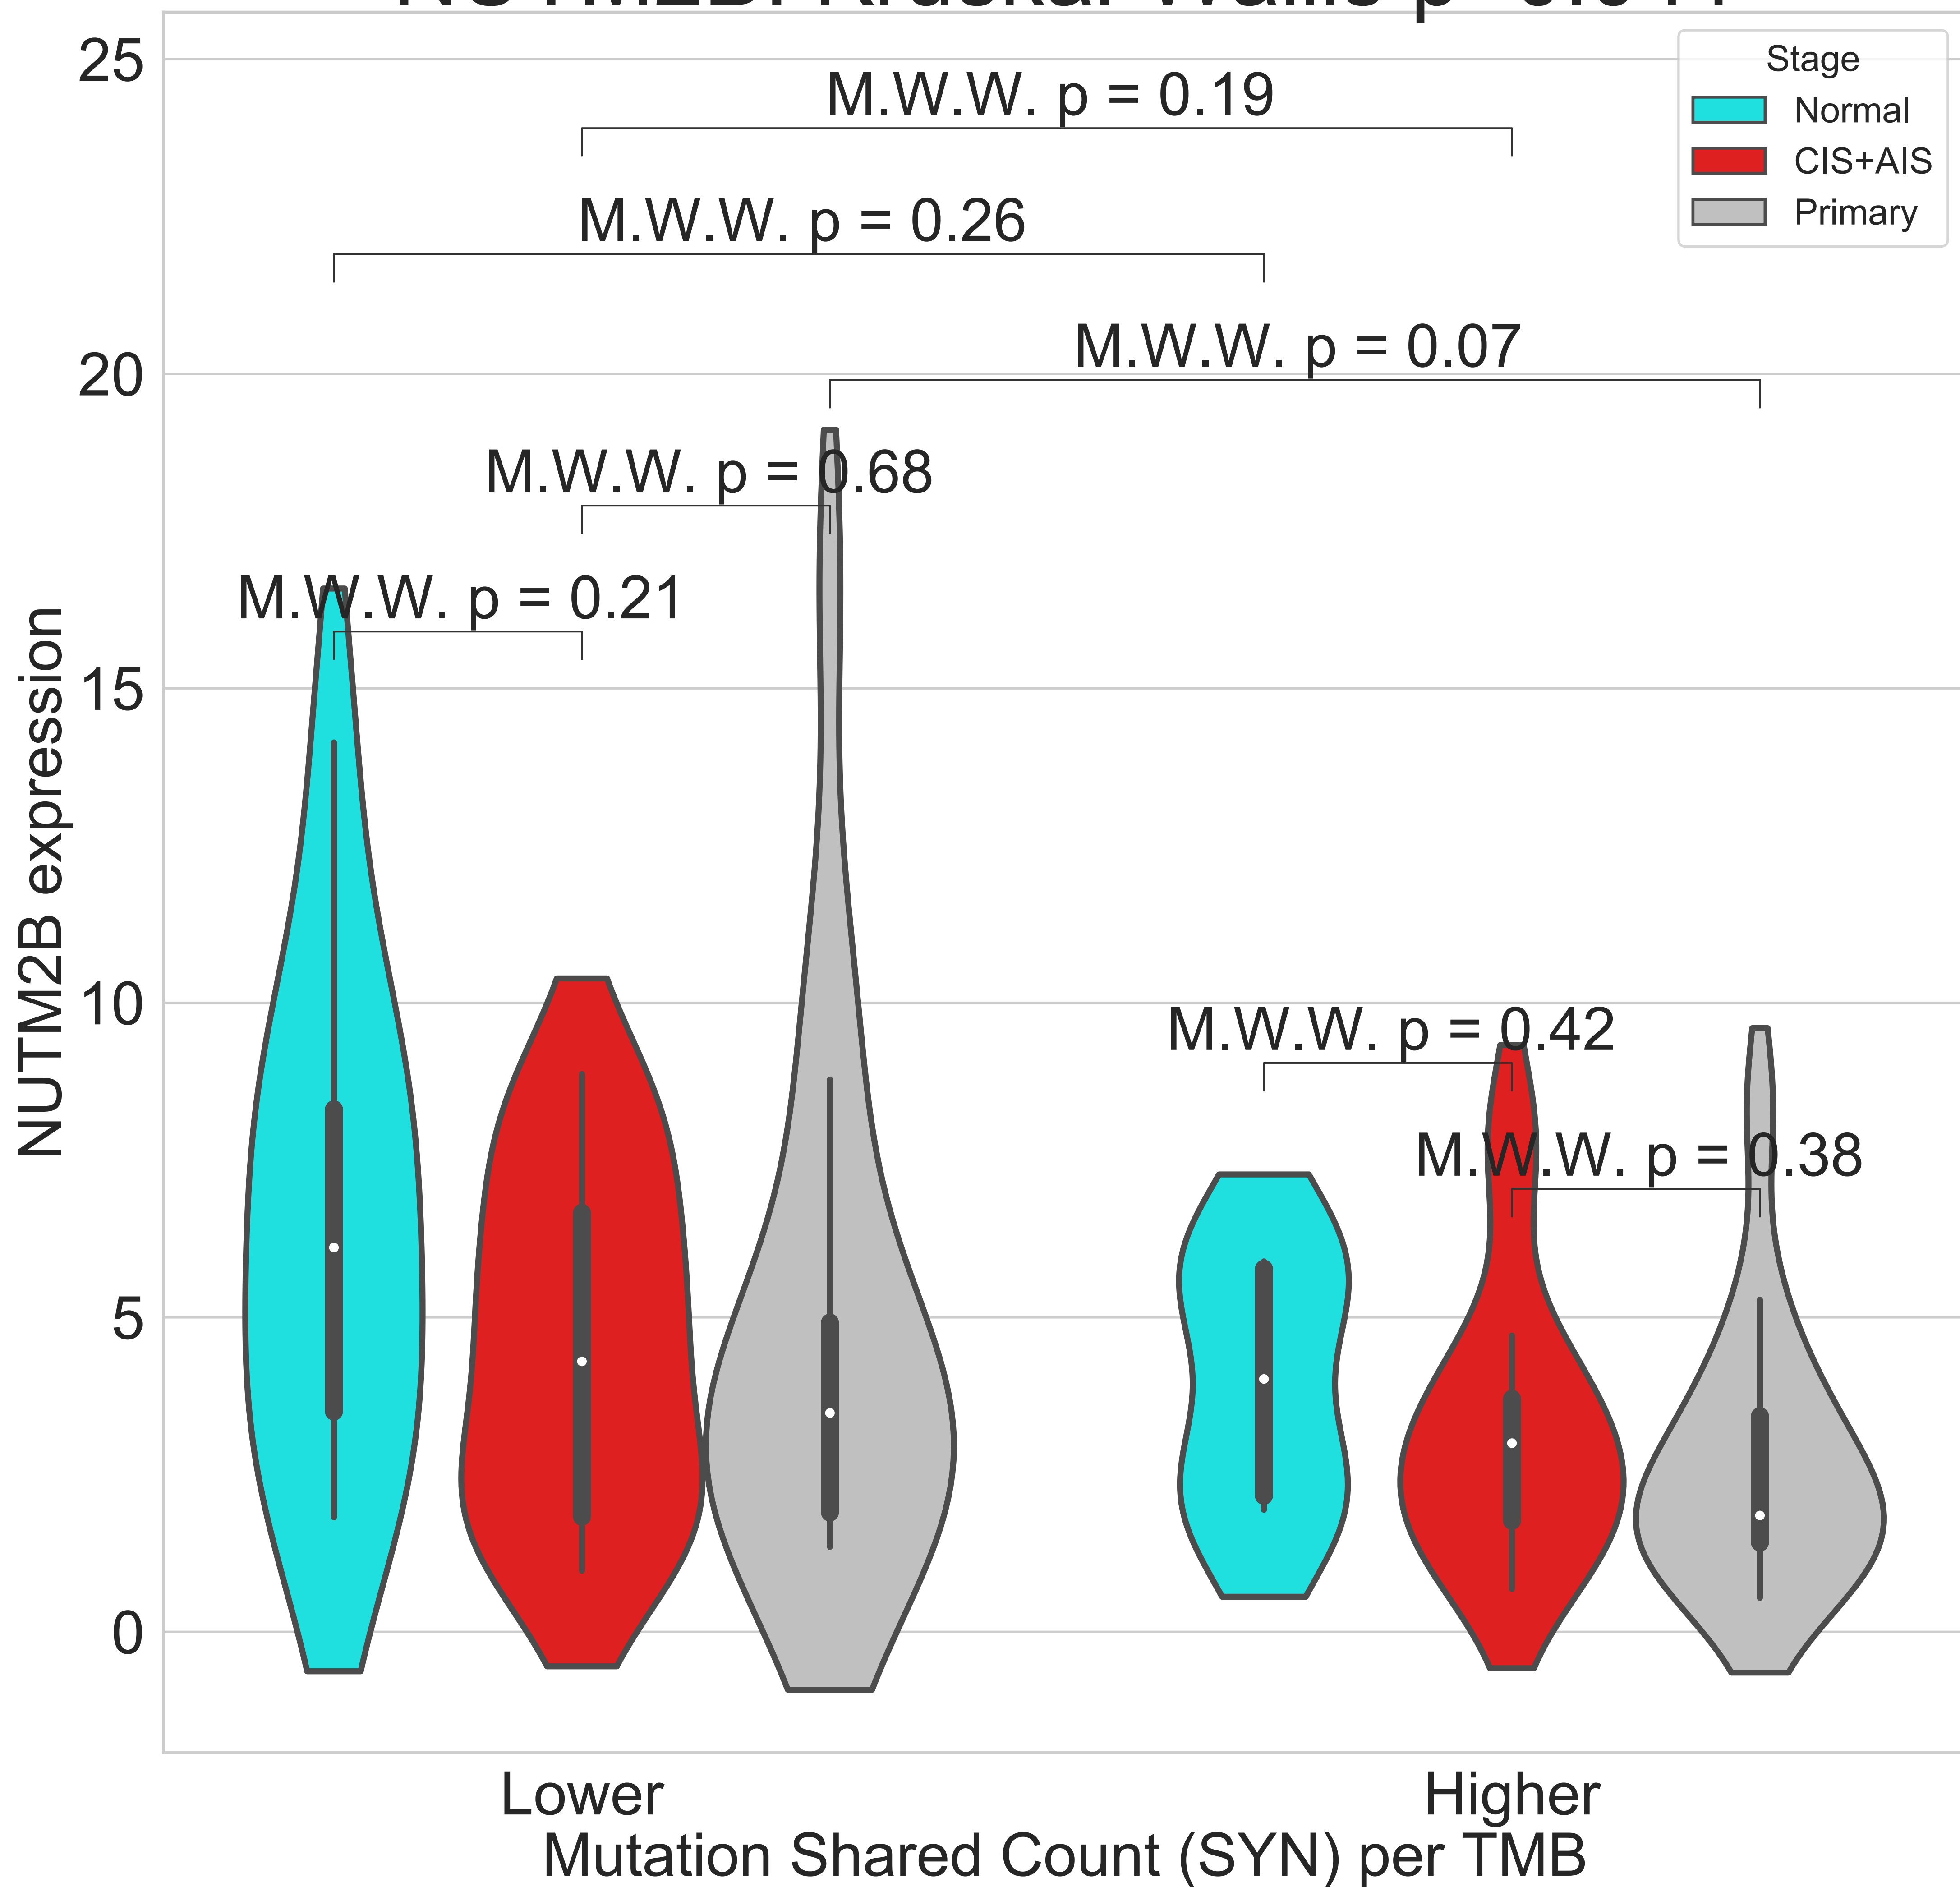 25
20
15
10
5
0
NUTM2B expression
M.W.W. p = 0.19
M.W.W. p = 0.26
M.W.W. p = 0.07
M.W.W. p = 0.68
M.W.W. p = 0.21
M.W.W. p = 0.42
M.W.W. p = 0.38
Stage
Normal
CIS+AIS
Primary
Lower
Higher
Mutation Shared Count (SYN) per TMB